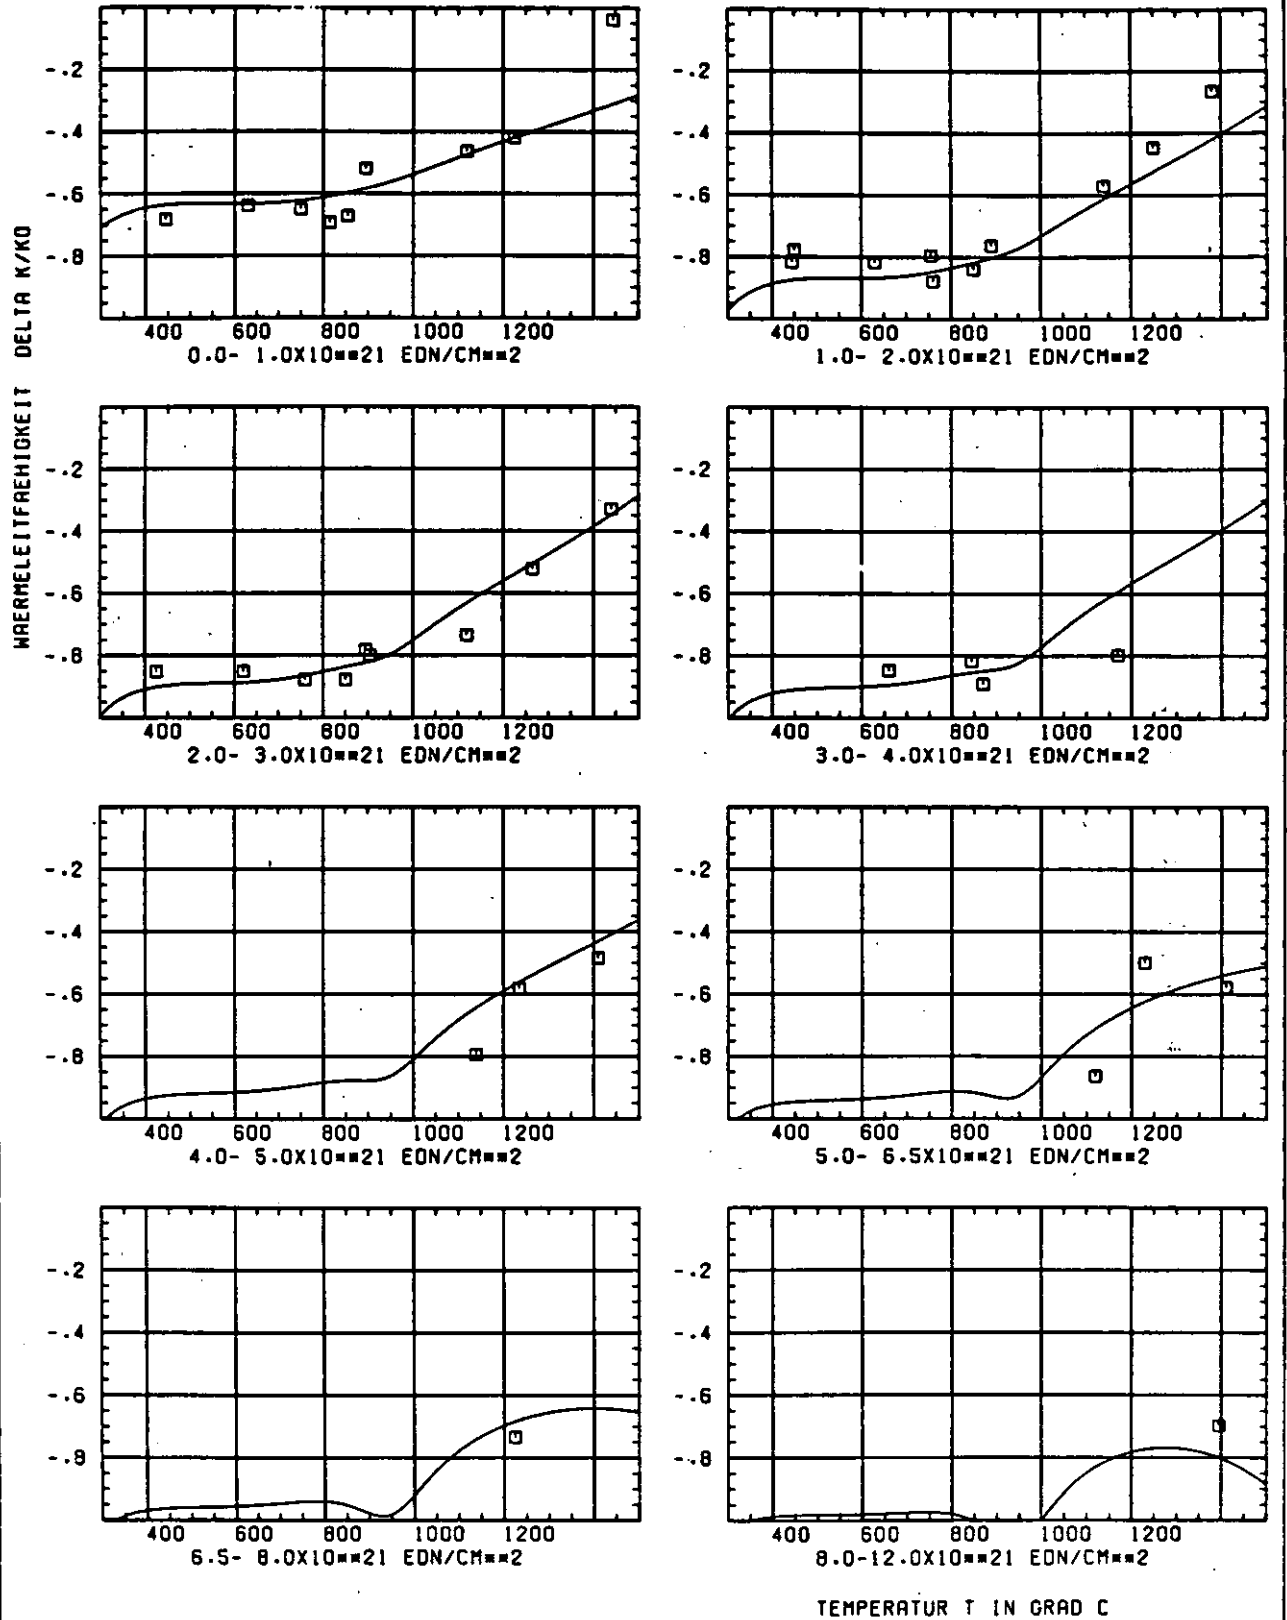 WAERMELEITFAEHIGKEIT DELTA K/KO
-.2
-.4
-.6
-.8
400 600 800 1000 1200
0.0- 1.0X10**21 EDN/CM**2
-.2
-.4
-.6
-.8
400 600 800 1000 1200
1.0- 2.0X10**21 EDN/CM**2
-.2
-.4
-.6
-.8
400 600 800 1000 1200
2.0- 3.0X10**21 EDN/CM**2
-.2
-.4
-.6
-.8
400 600 800 1000 1200
3.0- 4.0X10**21 EDN/CM**2
-.2
-.4
-.6
-.8
400 600 800 1000 1200
4.0- 5.0X10**21 EDN/CM**2
-.2
-.4
-.6
-.8
400 600 800 1000 1200
5.0- 6.5X10**21 EDN/CM**2
-.2
-.4
-.6
-.8
400 600 800 1000 1200
6.5- 8.0X10**21 EDN/CM**2
-.2
-.4
-.6
-.8
400 600 800 1000 1200
8.0-12.0X10**21 EDN/CM**2
TEMPERATUR T IN GRAD C